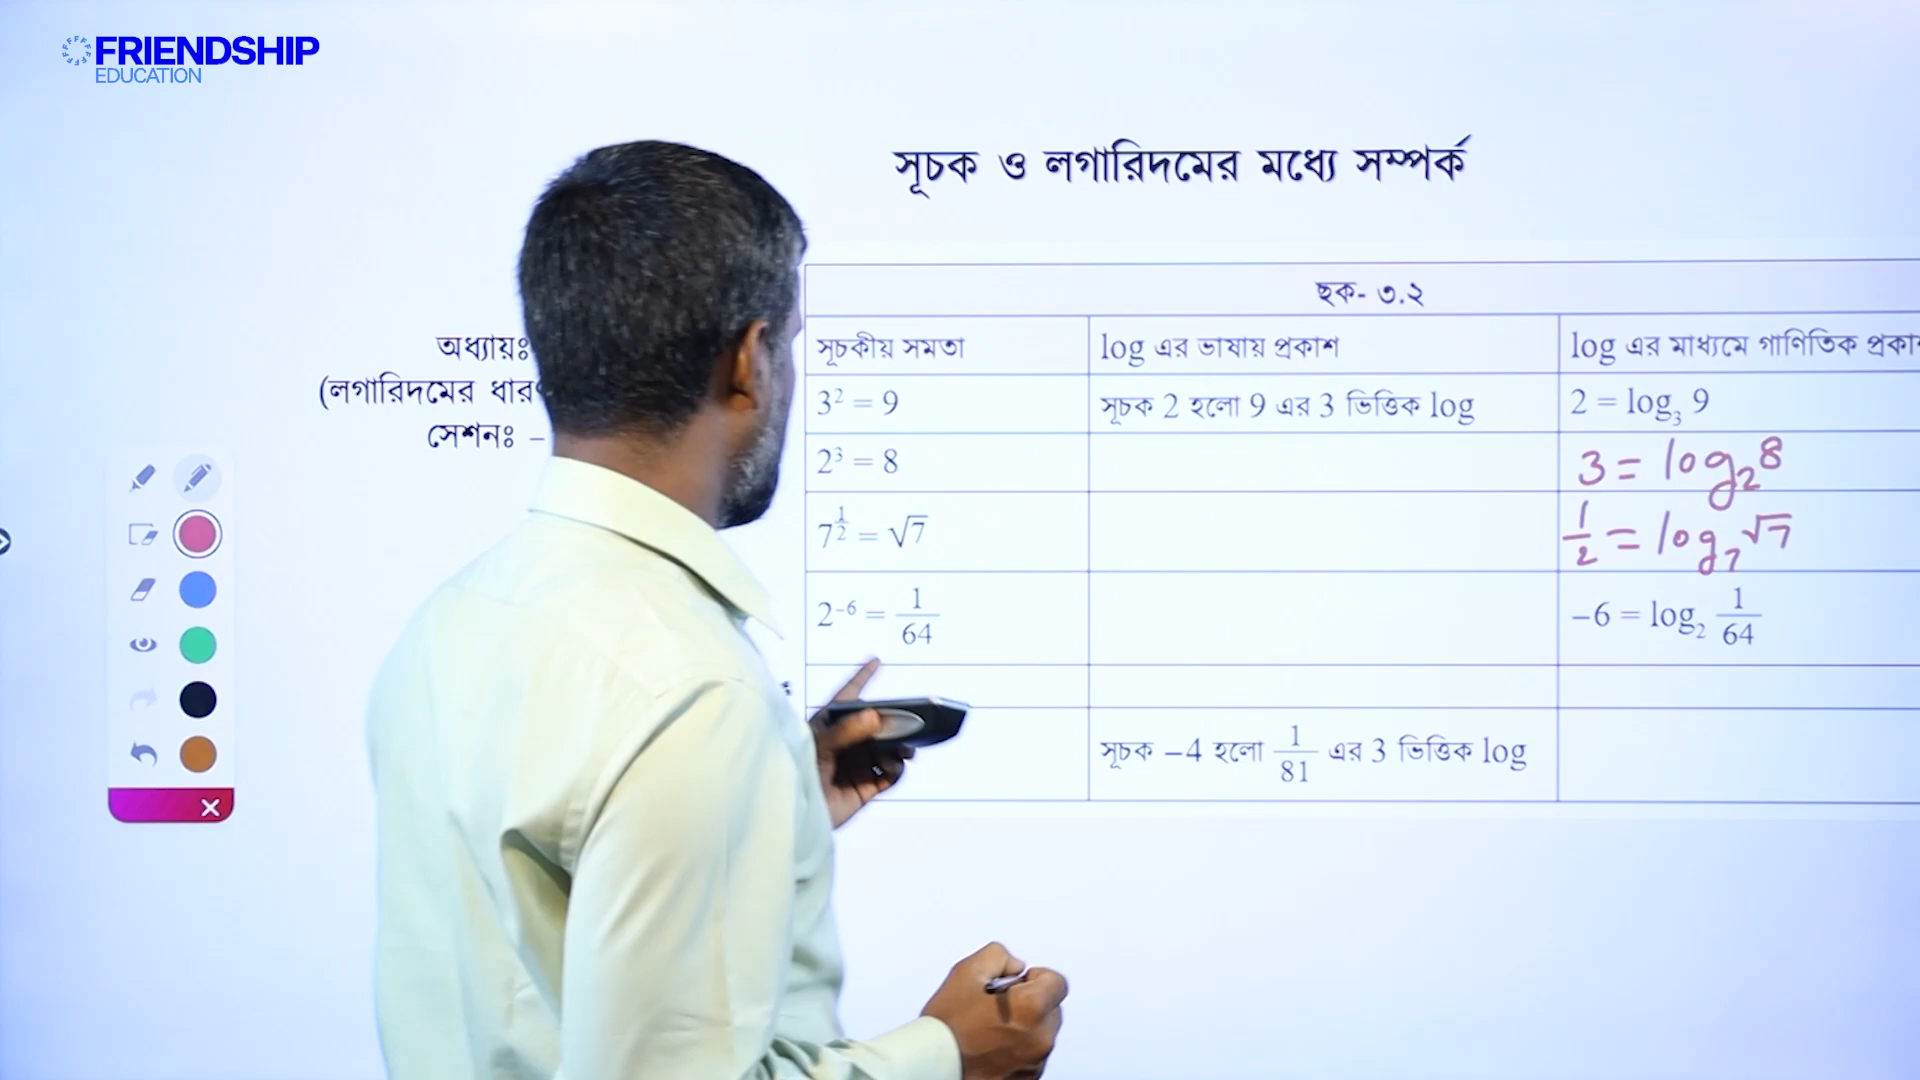 FRIENDSHIP
EDUCATION
সূচক ও লগারিদমের মধ্যে সম্পর্ক
অধ্যায়ঃ
(লগারিদমের
সেশনঃ –
ছক- ৩.২
সূচকীয় সমতা
log এর ভাষায় প্রকাশ
log এর মাধ্যমে গাণিতিক
3² = 9
সূচক 2 হলো 9 এর 3 ভিত্তিক log
2 = log₃ 9
2³ = 8
3 = log₂8
7^(1/2) = √7
1/2 = log₇√7
2⁻⁶ = 1/64
−6 = log₂ 1/64
সূচক −4 হলো 1/81 এর 3 ভিত্তিক log